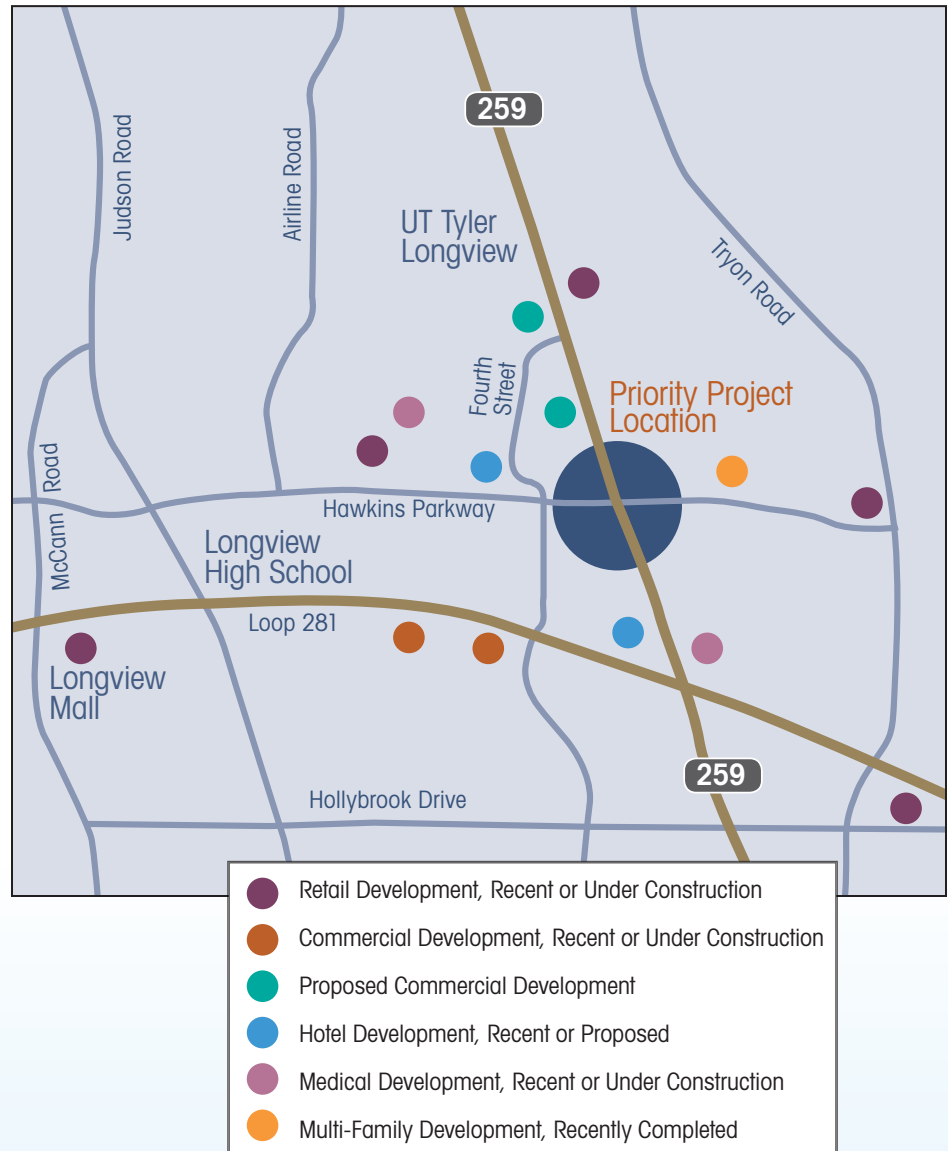 259
Judson Road
Airline Road
UT Tyler
Longview
Tryon Road
Fourth
Street
Priority Project
Location
McCann Road
Hawkins Parkway
Longview
High School
Loop 281
Longview
Mall
259
Hollybrook Drive
Retail Development, Recent or Under Construction
Commercial Development, Recent or Under Construction
Proposed Commercial Development
Hotel Development, Recent or Proposed
Medical Development, Recent or Under Construction
Multi-Family Development, Recently Completed